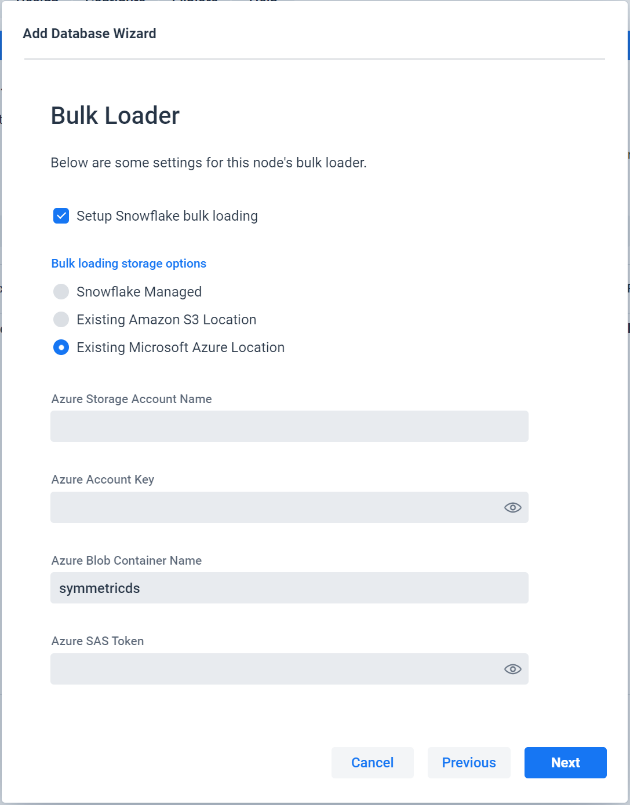 Add Database Wizard
Bulk Loader
Below are some settings for this node's bulk loader.
Setup Snowflake bulk loading
Bulk loading storage options
Snowflake Managed
Existing Amazon S3 Location
Existing Microsoft Azure Location
Azure Storage Account Name
Azure Account Key
Azure Blob Container Name
symmetricds
Azure SAS Token
Cancel Previous Next